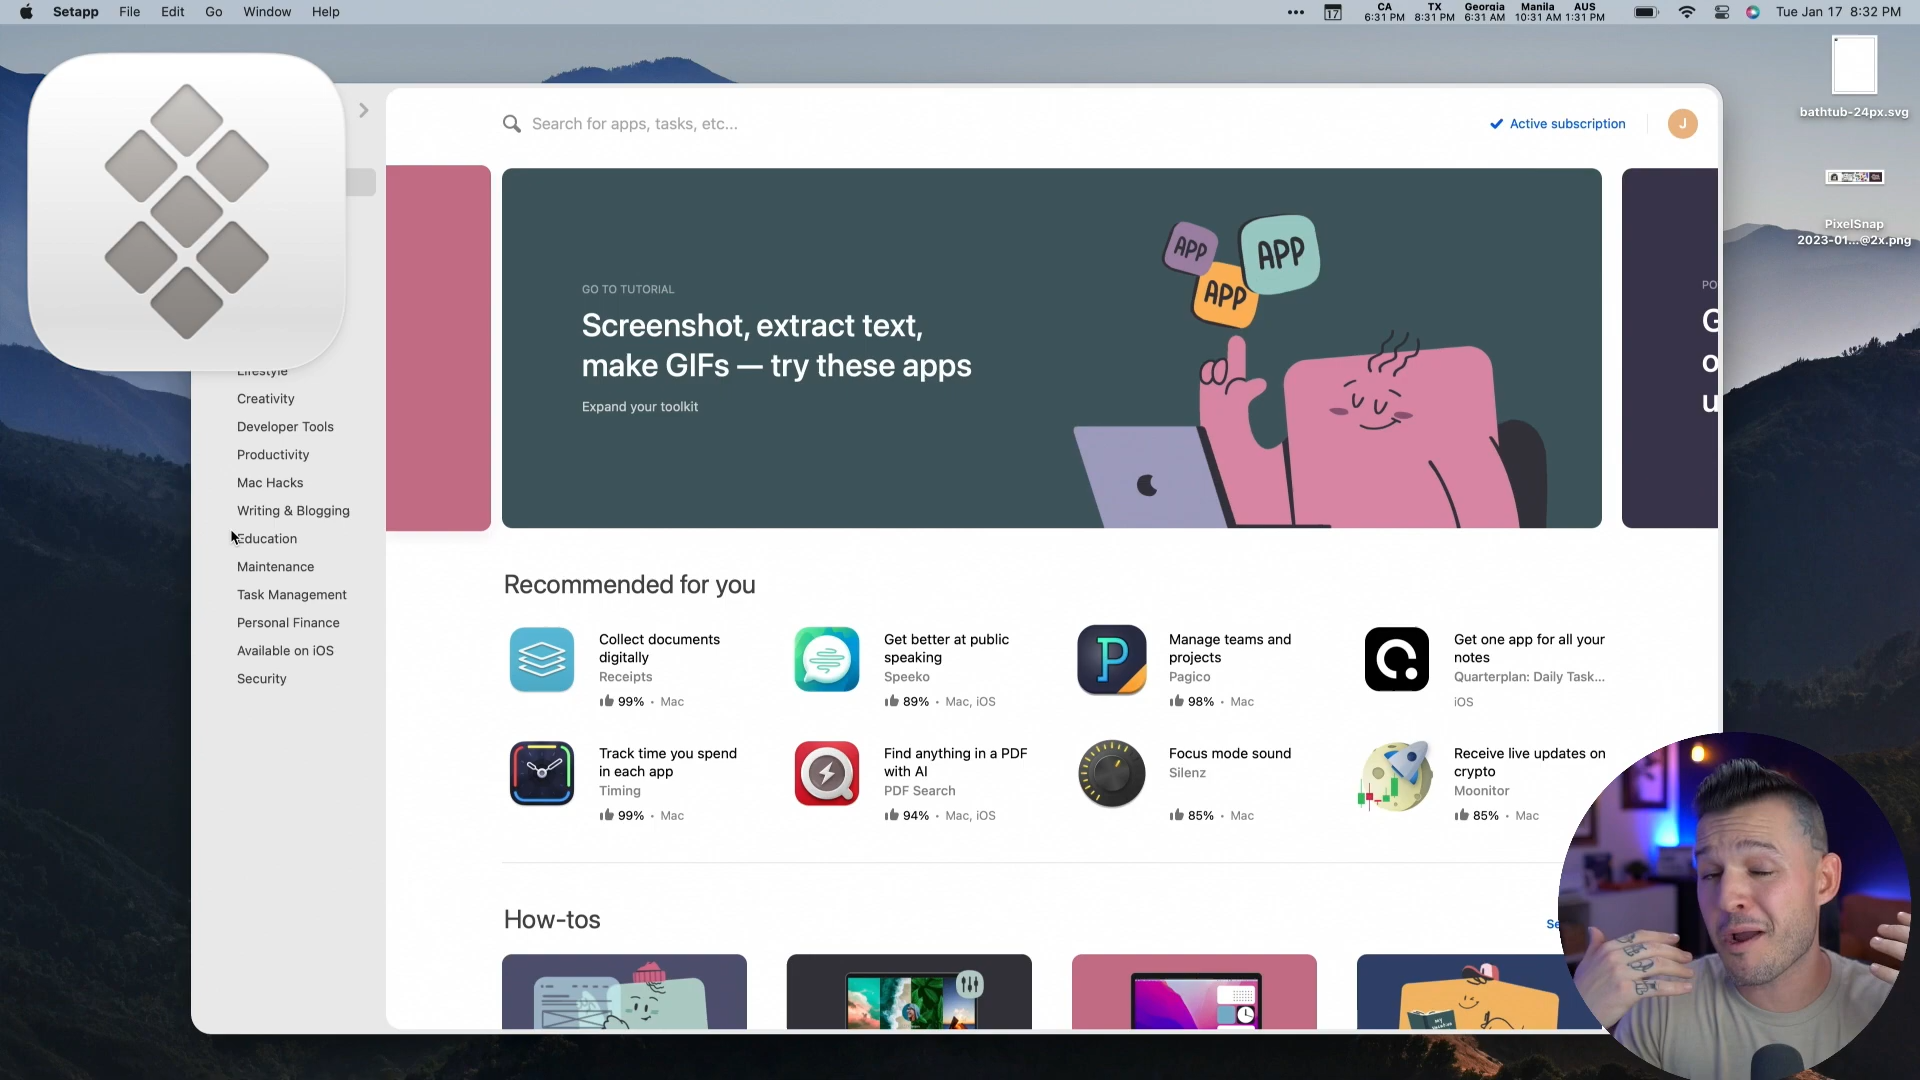 Setapp File Edit Go Window Help
17
CA TX Georgia Manila AUS
6:31 PM 8:31 PM 6:31 AM 10:31 AM 1:31 PM
Tue Jan 17 8:32 PM
bathtub-24px.svg
PixelSnap
2023-01...@2x.png
Search for apps, tasks, etc...
Active subscription
J
Lifestyle
Creativity
Developer Tools
Productivity
Mac Hacks
Writing & Blogging
Education
Maintenance
Task Management
Personal Finance
Available on iOS
Security
GO TO TUTORIAL
Screenshot, extract text,
make GIFs — try these apps
Expand your toolkit
APP
APP
APP
PO
G
o
u
Recommended for you
Collect documents
digitally
Receipts
99% • Mac
Get better at public
speaking
Speeko
89% • Mac, iOS
P
Manage teams and
projects
Pagico
98% • Mac
Get one app for all your
notes
Quarterplan: Daily Task...
iOS
Track time you spend
in each app
Timing
99% • Mac
Find anything in a PDF
with AI
PDF Search
94% • Mac, iOS
Focus mode sound
Silenz
85% • Mac
Receive live updates on
crypto
Moonitor
85% • Mac
How-tos
Se